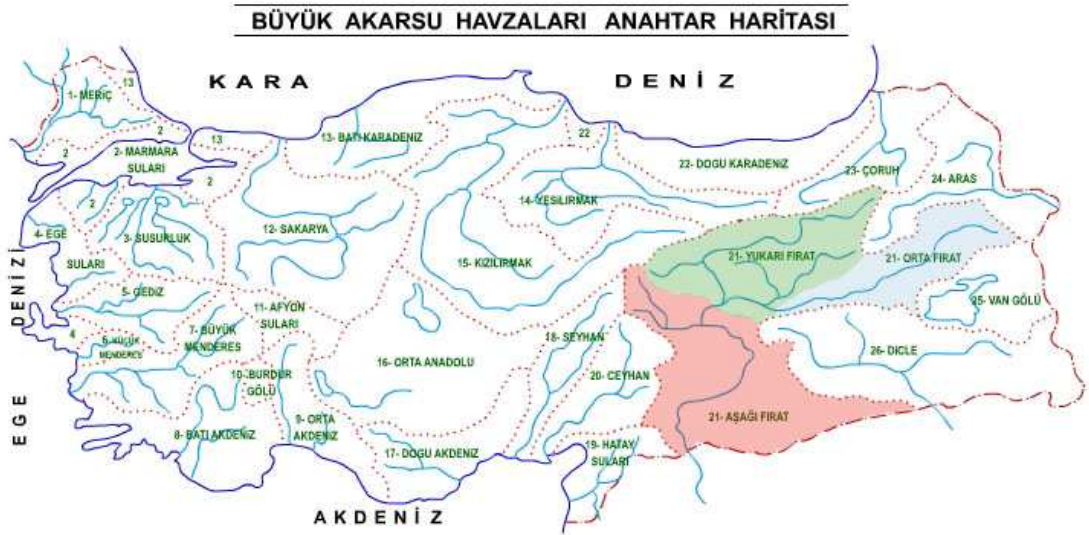 BÜYÜK AKARSU HAVZALARI ANAHTAR HARİTASI
KARA DENİZ
13
1- MERİÇ
2
13
22
2
2- MARMARA
SULARI
13- BATI KARADENİZ
22- DOGU KARADENİZ
23- ÇORUH
24- ARAS
2
2
14- YEŞILIRMAK
4- EGE
SULARI
3- SUSURLUK
12- SAKARYA
15- KIZILIRMAK
21- YUKARI FIRAT
21- ORTA FIRAT
5- GEDİZ
11- AFYON
SULARI
25- VAN GÖLÜ
4
6- KÜÇÜK
MENDERES
7- BÜYÜK
MENDERES
18- SEYHAN
26- DİCLE
10- BURDUR
GÖLÜ
16- ORTA ANADOLU
20- CEYHAN
21- AŞAĞI FIRAT
8- BATI AKDENİZ
9- ORTA
AKDENİZ
17- DOGU AKDENİZ
19- HATAY
SULARI
EGE DENİZİ
AKDENİZ